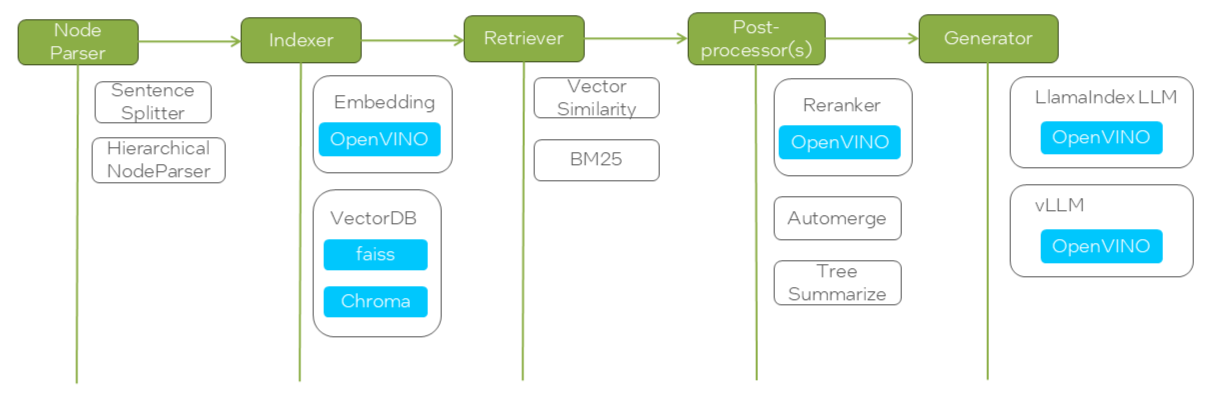 Node
Parser
Indexer
Retriever
Post-
processor(s)
Generator
Sentence
Splitter
Hierarchical
NodeParser
Embedding
OpenVINO
VectorDB
faiss
Chroma
Vector
Similarity
BM25
Reranker
OpenVINO
Automerge
Tree
Summarize
LlamaIndex LLM
OpenVINO
vLLM
OpenVINO